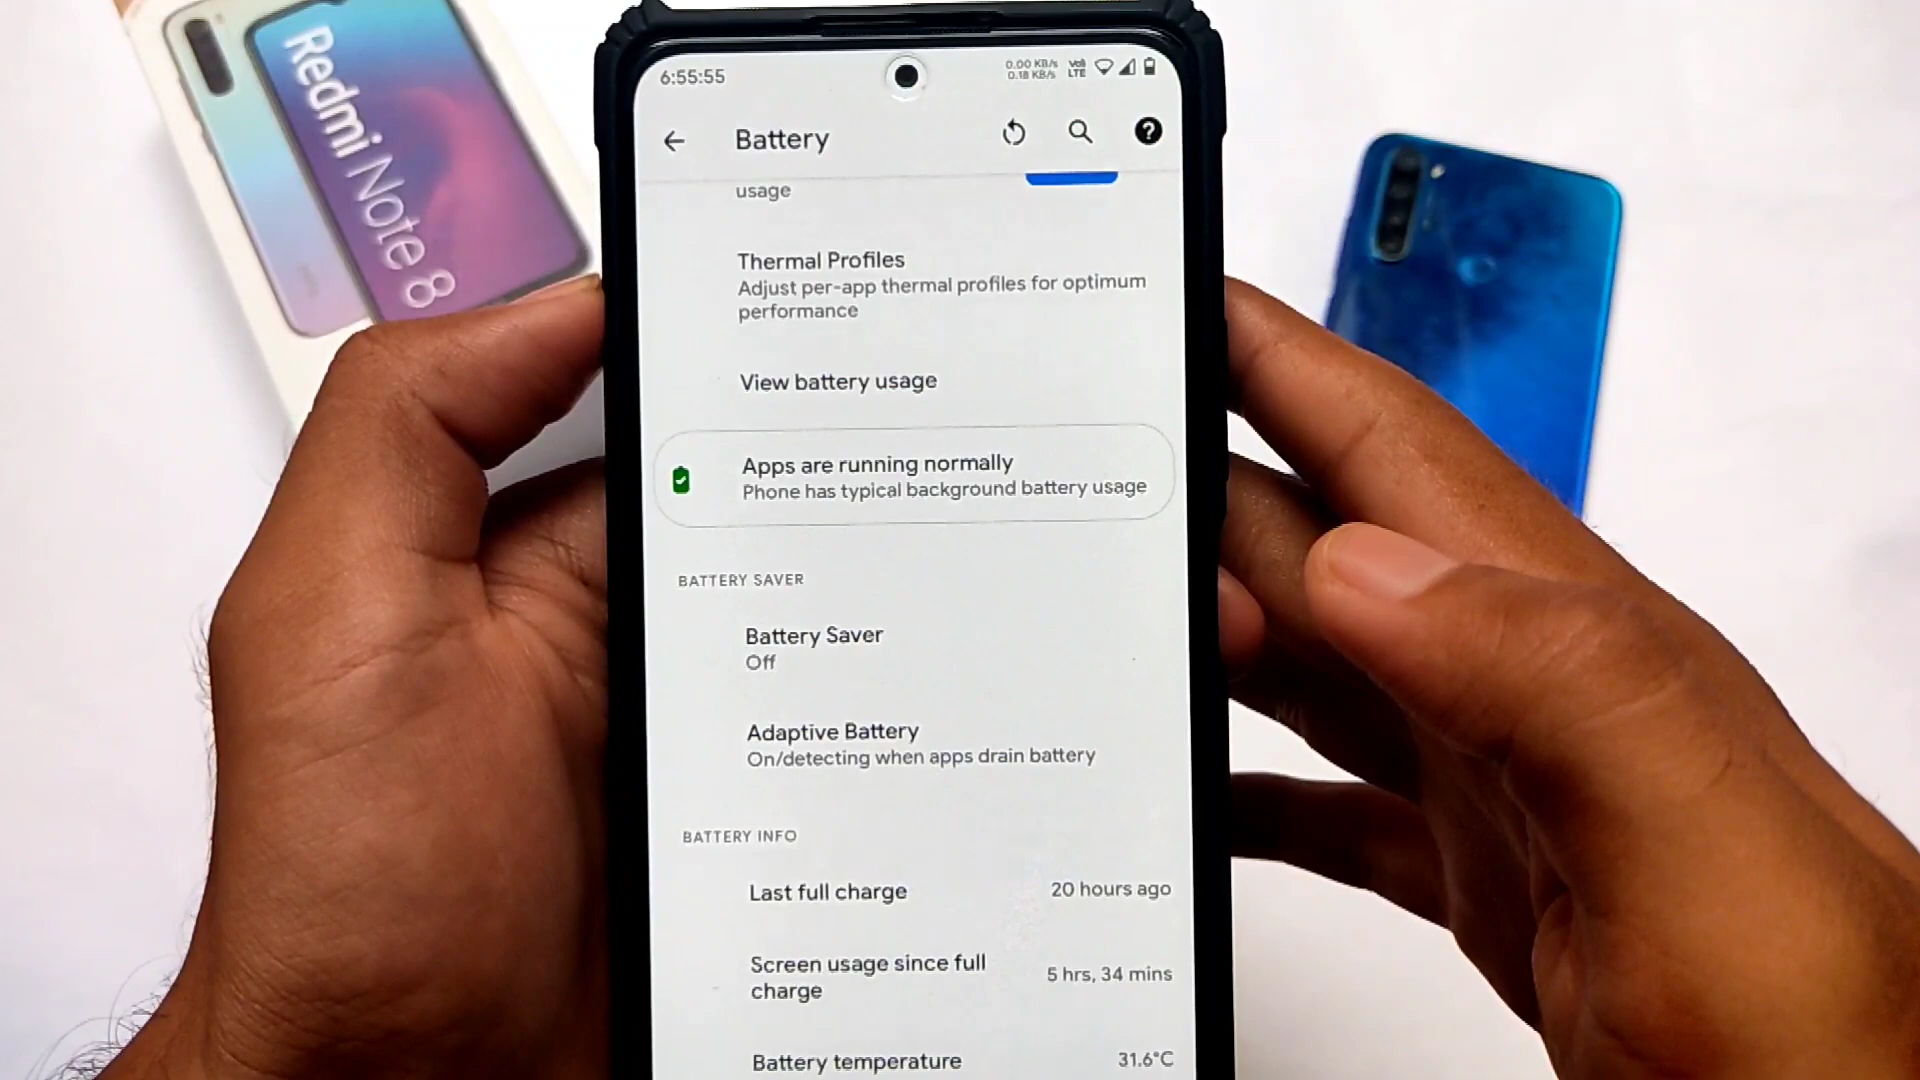 Redmi Note 8
6:55:55
0.00 KB/s
0.18 KB/s
Vo))
LTE
Battery
usage
Thermal Profiles
Adjust per-app thermal profiles for optimum
performance
View battery usage
Apps are running normally
Phone has typical background battery usage
BATTERY SAVER
Battery Saver
Off
Adaptive Battery
On/detecting when apps drain battery
BATTERY INFO
Last full charge
20 hours ago
Screen usage since full
charge
5 hrs, 34 mins
Battery temperature
31.6°C